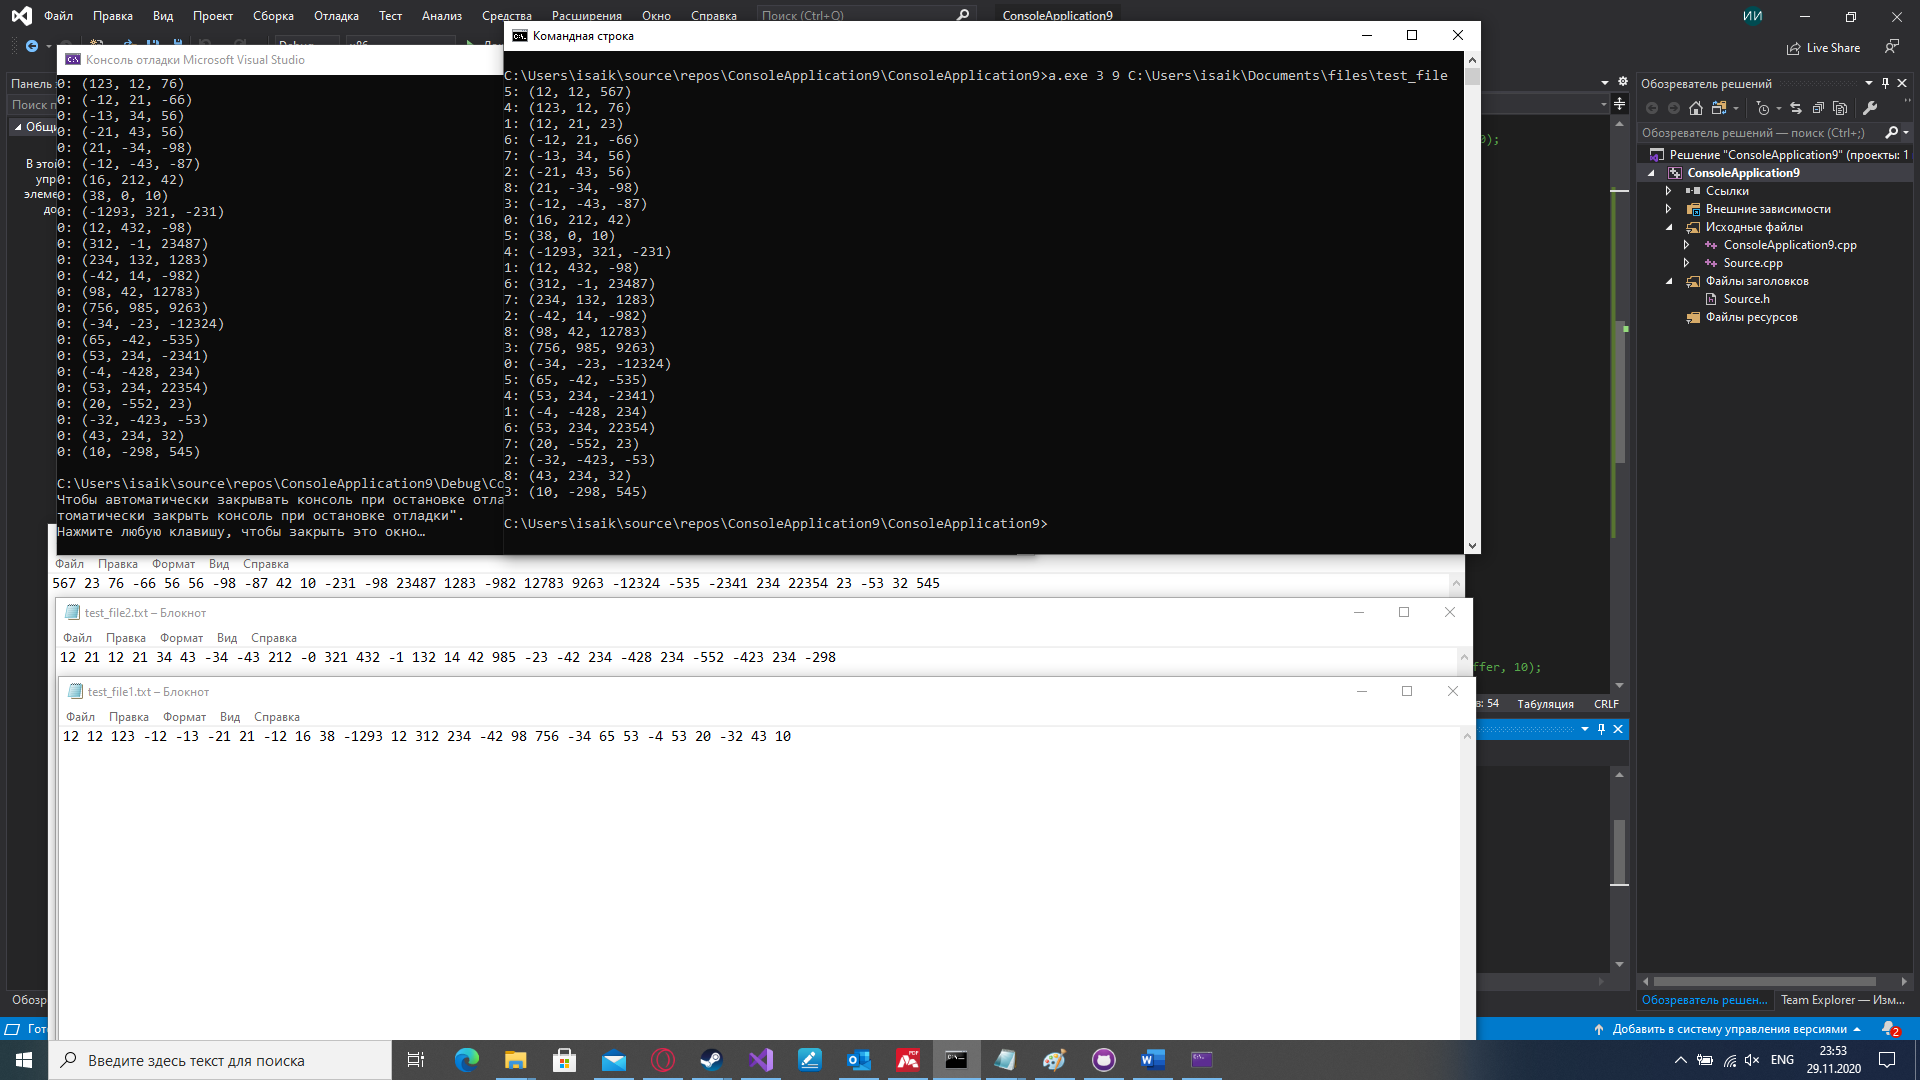 Файл Правка Вид Проект Сборка Отладка Тест Анализ Средства Расширения Окно Справка Поиск (Ctrl+Q) ConsoleApplication9 ИИ
Live Share
Консоль отладки Microsoft Visual Studio
0: (123, 12, 76)
0: (-12, 21, -66)
0: (-13, 34, 56)
0: (-21, 43, 56)
0: (21, -34, -98)
0: (-12, -43, -87)
0: (16, 212, 42)
0: (38, 0, 10)
0: (-1293, 321, -231)
0: (12, 432, -98)
0: (312, -1, 23487)
0: (234, 132, 1283)
0: (-42, 14, -982)
0: (98, 42, 12783)
0: (756, 985, 9263)
0: (-34, -23, -12324)
0: (65, -42, -535)
0: (53, 234, -2341)
0: (-4, -428, 234)
0: (53, 234, 22354)
0: (20, -552, 23)
0: (-32, -423, -53)
0: (43, 234, 32)
0: (10, -298, 545)
C:\Users\isaik\source\repos\ConsoleApplication9\Debug\Co
Чтобы автоматически закрывать консоль при остановке отла
томатически закрыть консоль при остановке отладки".
Нажмите любую клавишу, чтобы закрыть это окно…
Командная строка
C:\Users\isaik\source\repos\ConsoleApplication9\ConsoleApplication9>a.exe 3 9 C:\Users\isaik\Documents\files\test_file
5: (12, 12, 567)
4: (123, 12, 76)
1: (12, 21, 23)
6: (-12, 21, -66)
7: (-13, 34, 56)
2: (-21, 43, 56)
8: (21, -34, -98)
3: (-12, -43, -87)
0: (16, 212, 42)
5: (38, 0, 10)
4: (-1293, 321, -231)
1: (12, 432, -98)
6: (312, -1, 23487)
7: (234, 132, 1283)
2: (-42, 14, -982)
8: (98, 42, 12783)
3: (756, 985, 9263)
0: (-34, -23, -12324)
5: (65, -42, -535)
4: (53, 234, -2341)
1: (-4, -428, 234)
6: (53, 234, 22354)
7: (20, -552, 23)
2: (-32, -423, -53)
8: (43, 234, 32)
3: (10, -298, 545)
C:\Users\isaik\source\repos\ConsoleApplication9\ConsoleApplication9>
Файл Правка Формат Вид Справка
567 23 76 -66 56 56 -98 -87 42 10 -231 -98 23487 1283 -982 12783 9263 -12324 -535 -2341 234 22354 23 -53 32 545
test_file2.txt – Блокнот
Файл Правка Формат Вид Справка
12 21 12 21 34 43 -34 -43 212 -0 321 432 -1 132 14 42 985 -23 -42 234 -428 234 -552 -423 234 -298
test_file1.txt – Блокнот
Файл Правка Формат Вид Справка
12 12 123 -12 -13 -21 21 -12 16 38 -1293 12 312 234 -42 98 756 -34 65 53 -4 53 20 -32 43 10
0);
ffer, 10);
54 Табуляция CRLF
Обозреватель решений
Обозреватель решений — поиск (Ctrl+;)
Решение "ConsoleApplication9" (проекты: 1
ConsoleApplication9
Ссылки
Внешние зависимости
Исходные файлы
ConsoleApplication9.cpp
Source.cpp
Файлы заголовков
Source.h
Файлы ресурсов
Обозреватель решен... Team Explorer — Изм...
Добавить в систему управления версиями 2
Введите здесь текст для поиска
ENG
23:53
29.11.2020